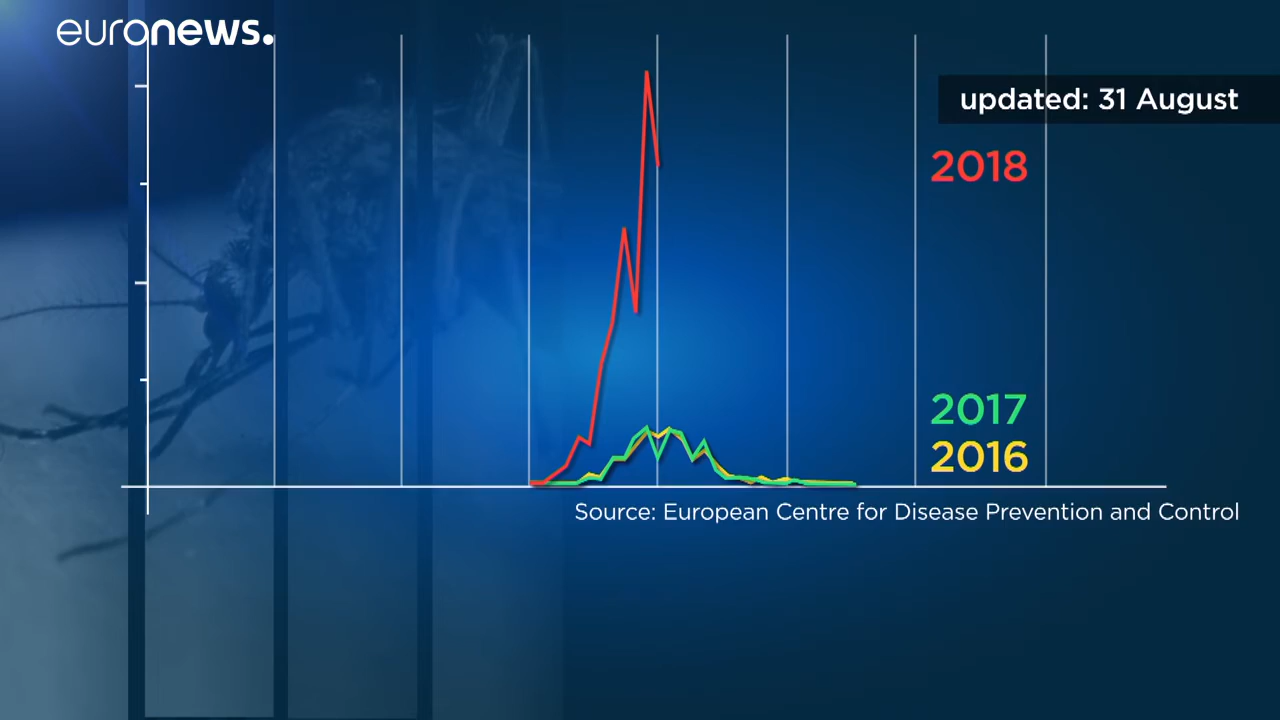 euronews.
updated: 31 August
2018
2017
2016
Source: European Centre for Disease Prevention and Control